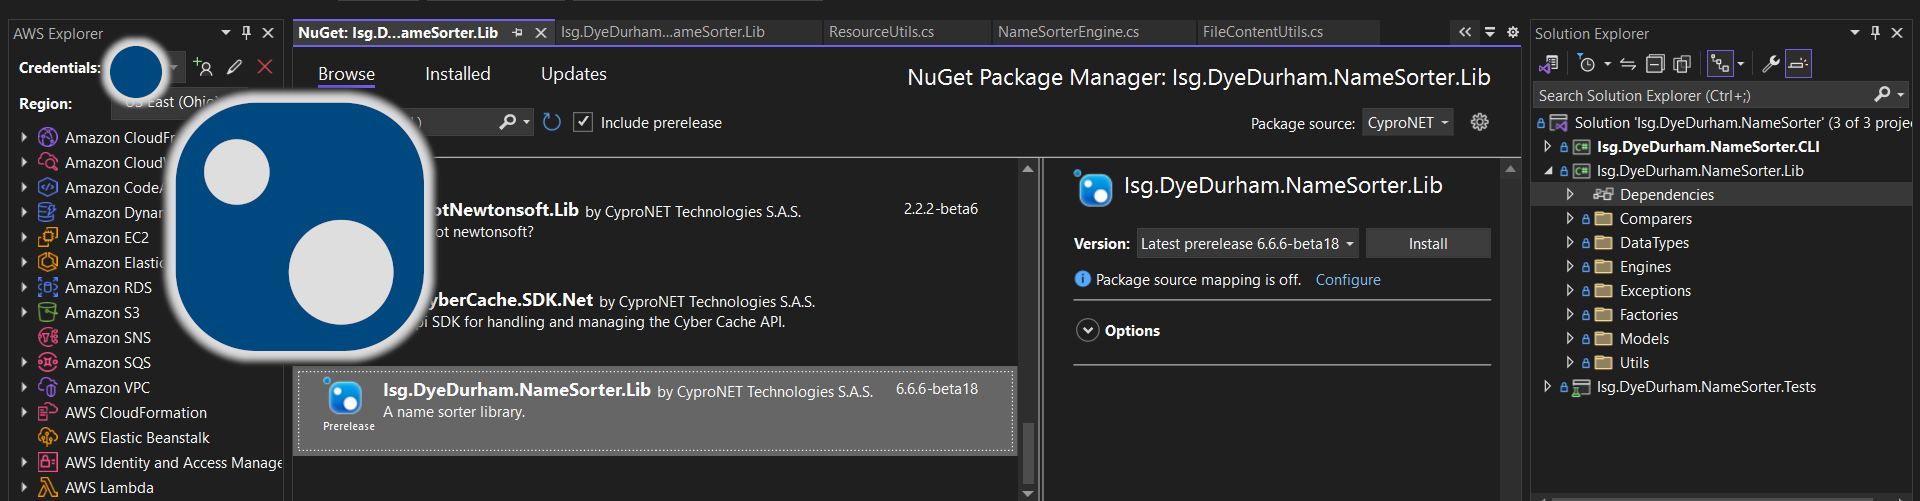 AWS Explorer
Credentials:
Region:
US East (Ohio)
Amazon CloudFr
Amazon Cloud
Amazon CodeA
Amazon Dynam
Amazon EC2
Amazon Elastic
Amazon RDS
Amazon S3
Amazon SNS
Amazon SQS
Amazon VPC
AWS CloudFormation
AWS Elastic Beanstalk
AWS Identity and Access Manage
AWS Lambda
NuGet: Isg.D...ameSorter.Lib
Isg.DyeDurham...ameSorter.Lib
ResourceUtils.cs
NameSorterEngine.cs
FileContentUtils.cs
Browse Installed Updates
NuGet Package Manager: Isg.DyeDurham.NameSorter.Lib
Include prerelease
Package source: CyproNET
otNewtonsoft.Lib by CyproNET Technologies S.A.S. 2.2.2-beta6
ot newtonsoft?
yberCache.SDK.Net by CyproNET Technologies S.A.S.
pi SDK for handling and managing the Cyber Cache API.
Isg.DyeDurham.NameSorter.Lib by CyproNET Technologies S.A.S. 6.6.6-beta18
A name sorter library.
Prerelease
Isg.DyeDurham.NameSorter.Lib
Version: Latest prerelease 6.6.6-beta18 Install
Package source mapping is off. Configure
Options
Solution Explorer
Search Solution Explorer (Ctrl+;)
Solution 'Isg.DyeDurham.NameSorter' (3 of 3 proje
C# Isg.DyeDurham.NameSorter.CLI
C# Isg.DyeDurham.NameSorter.Lib
Dependencies
Comparers
DataTypes
Engines
Exceptions
Factories
Models
Utils
Isg.DyeDurham.NameSorter.Tests